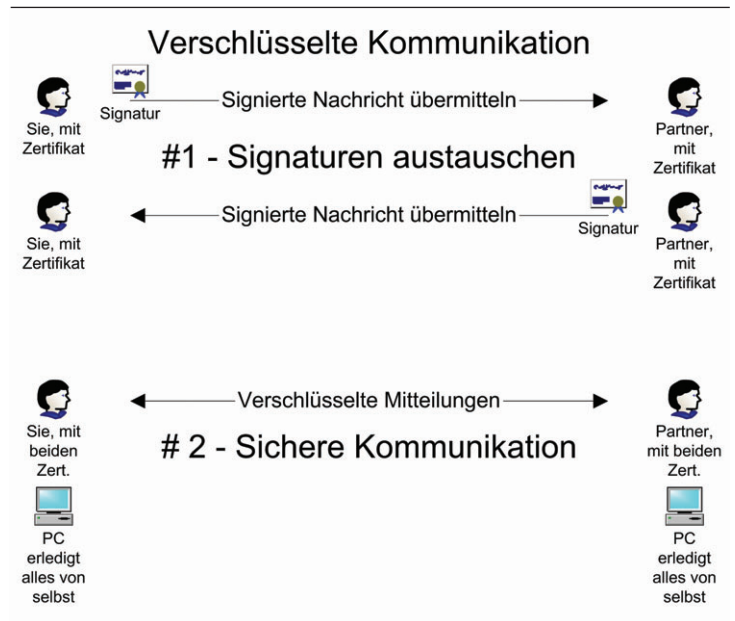 Verschlüsselte Kommunikation
Sie, mit
Zertifikat
Signatur
Signierte Nachricht übermitteln
Partner,
mit
Zertifikat
#1 - Signaturen austauschen
Sie, mit
Zertifikat
Signierte Nachricht übermitteln
Signatur
Partner,
mit
Zertifikat
Sie, mit
beiden
Zert.
Verschlüsselte Mitteilungen
Partner,
mit beiden
Zert.
# 2 - Sichere Kommunikation
PC
erledigt
alles von
selbst
PC
erledigt
alles von
selbst